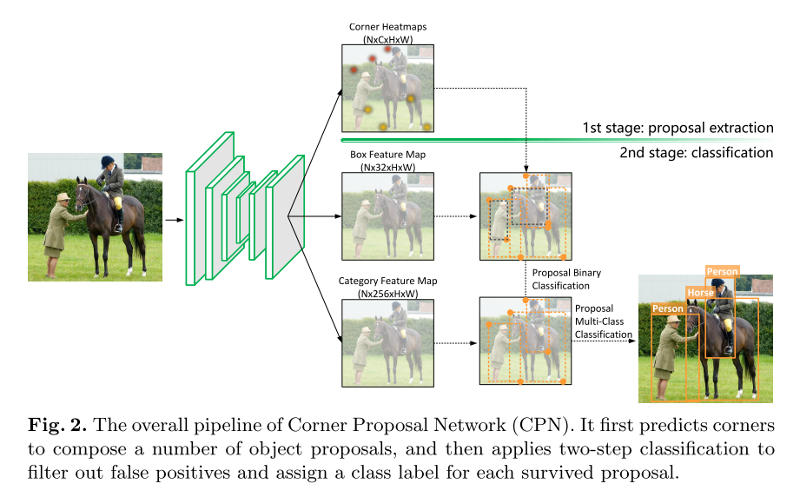 Corner Heatmaps
(NxCxHxW)
1st stage: proposal extraction
2nd stage: classification
Box Feature Map
(Nx32xHxW)
Proposal Binary
Classification
Category Feature Map
(Nx256xHxW)
Proposal
Multi-Class
Classification
Person
Horse
Person
Fig. 2. The overall pipeline of Corner Proposal Network (CPN). It first predicts corners
to compose a number of object proposals, and then applies two-step classification to
filter out false positives and assign a class label for each survived proposal.